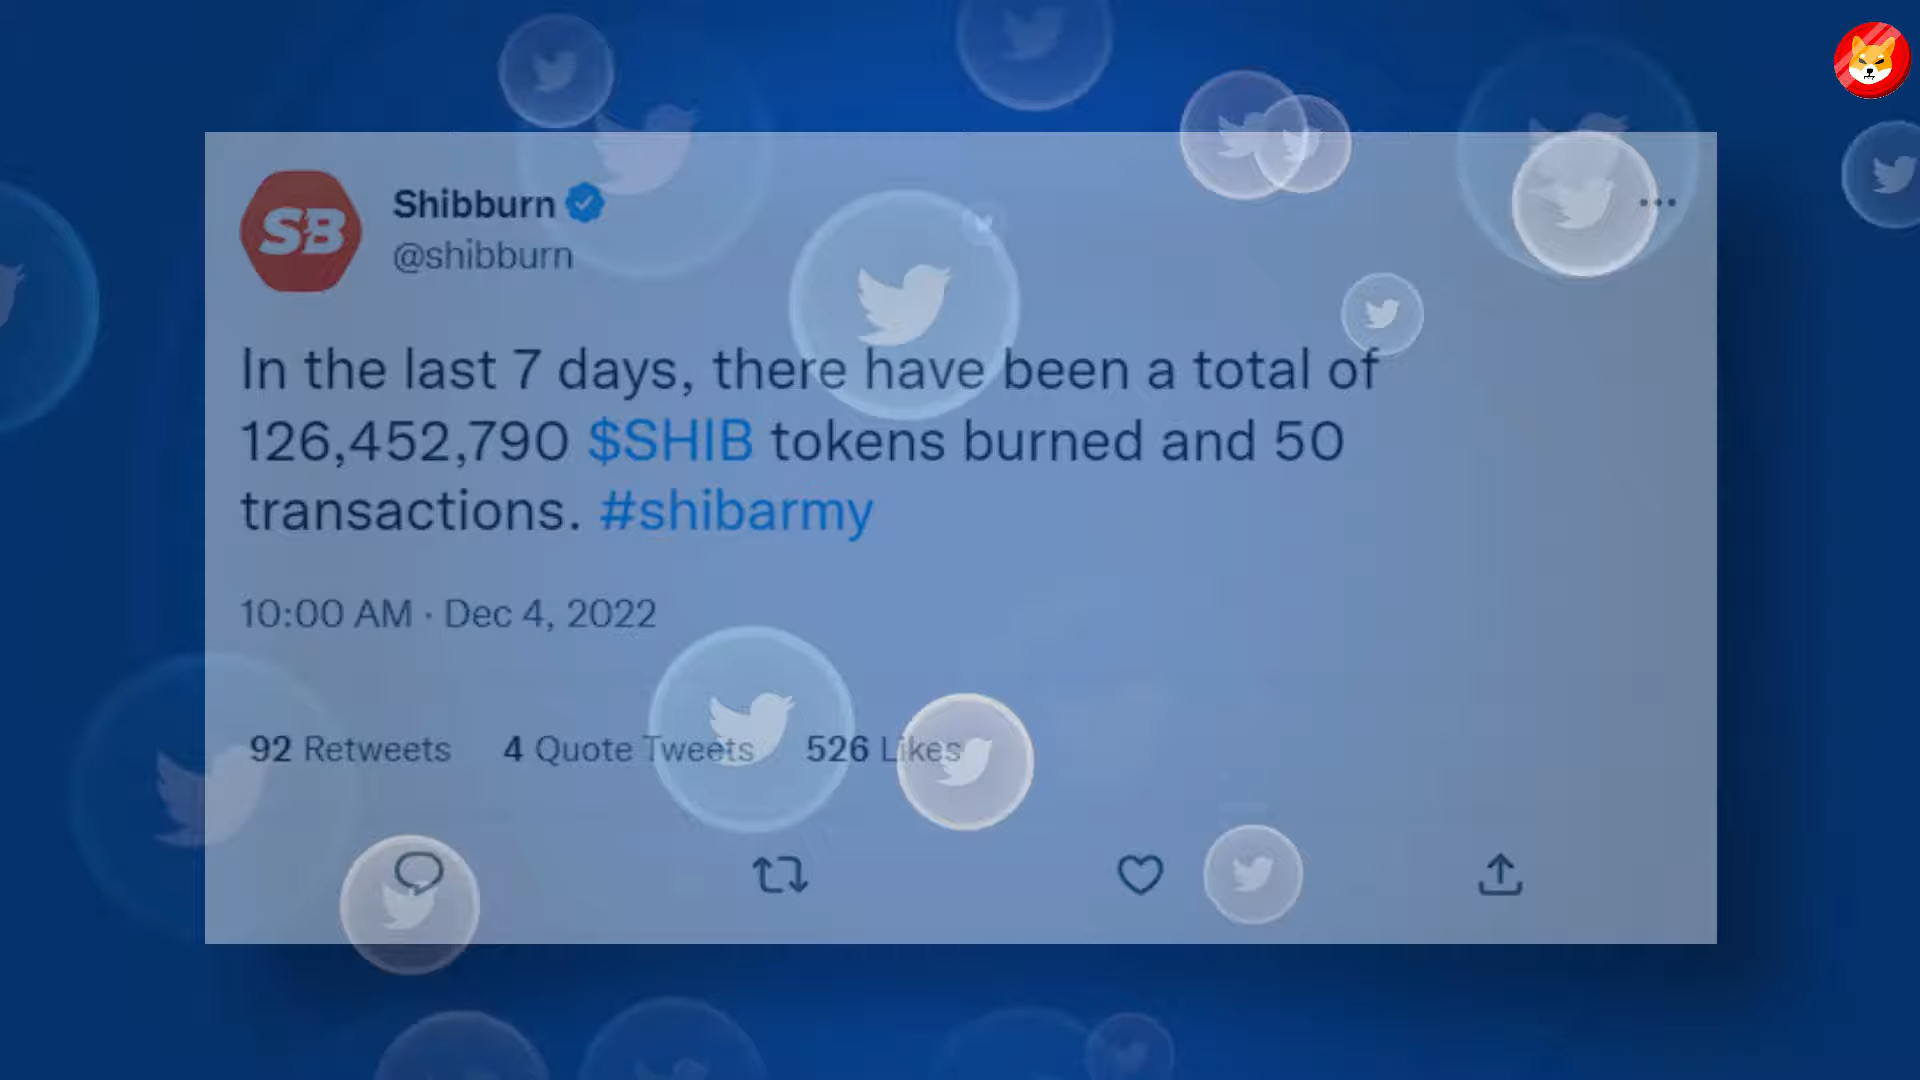 SB
Shibburn
@shibburn
In the last 7 days, there have been a total of
126,452,790 $SHIB tokens burned and 50
transactions. #shibarmy
10:00 AM · Dec 4, 2022
92 Retweets 4 Quote Tweets 526 Likes